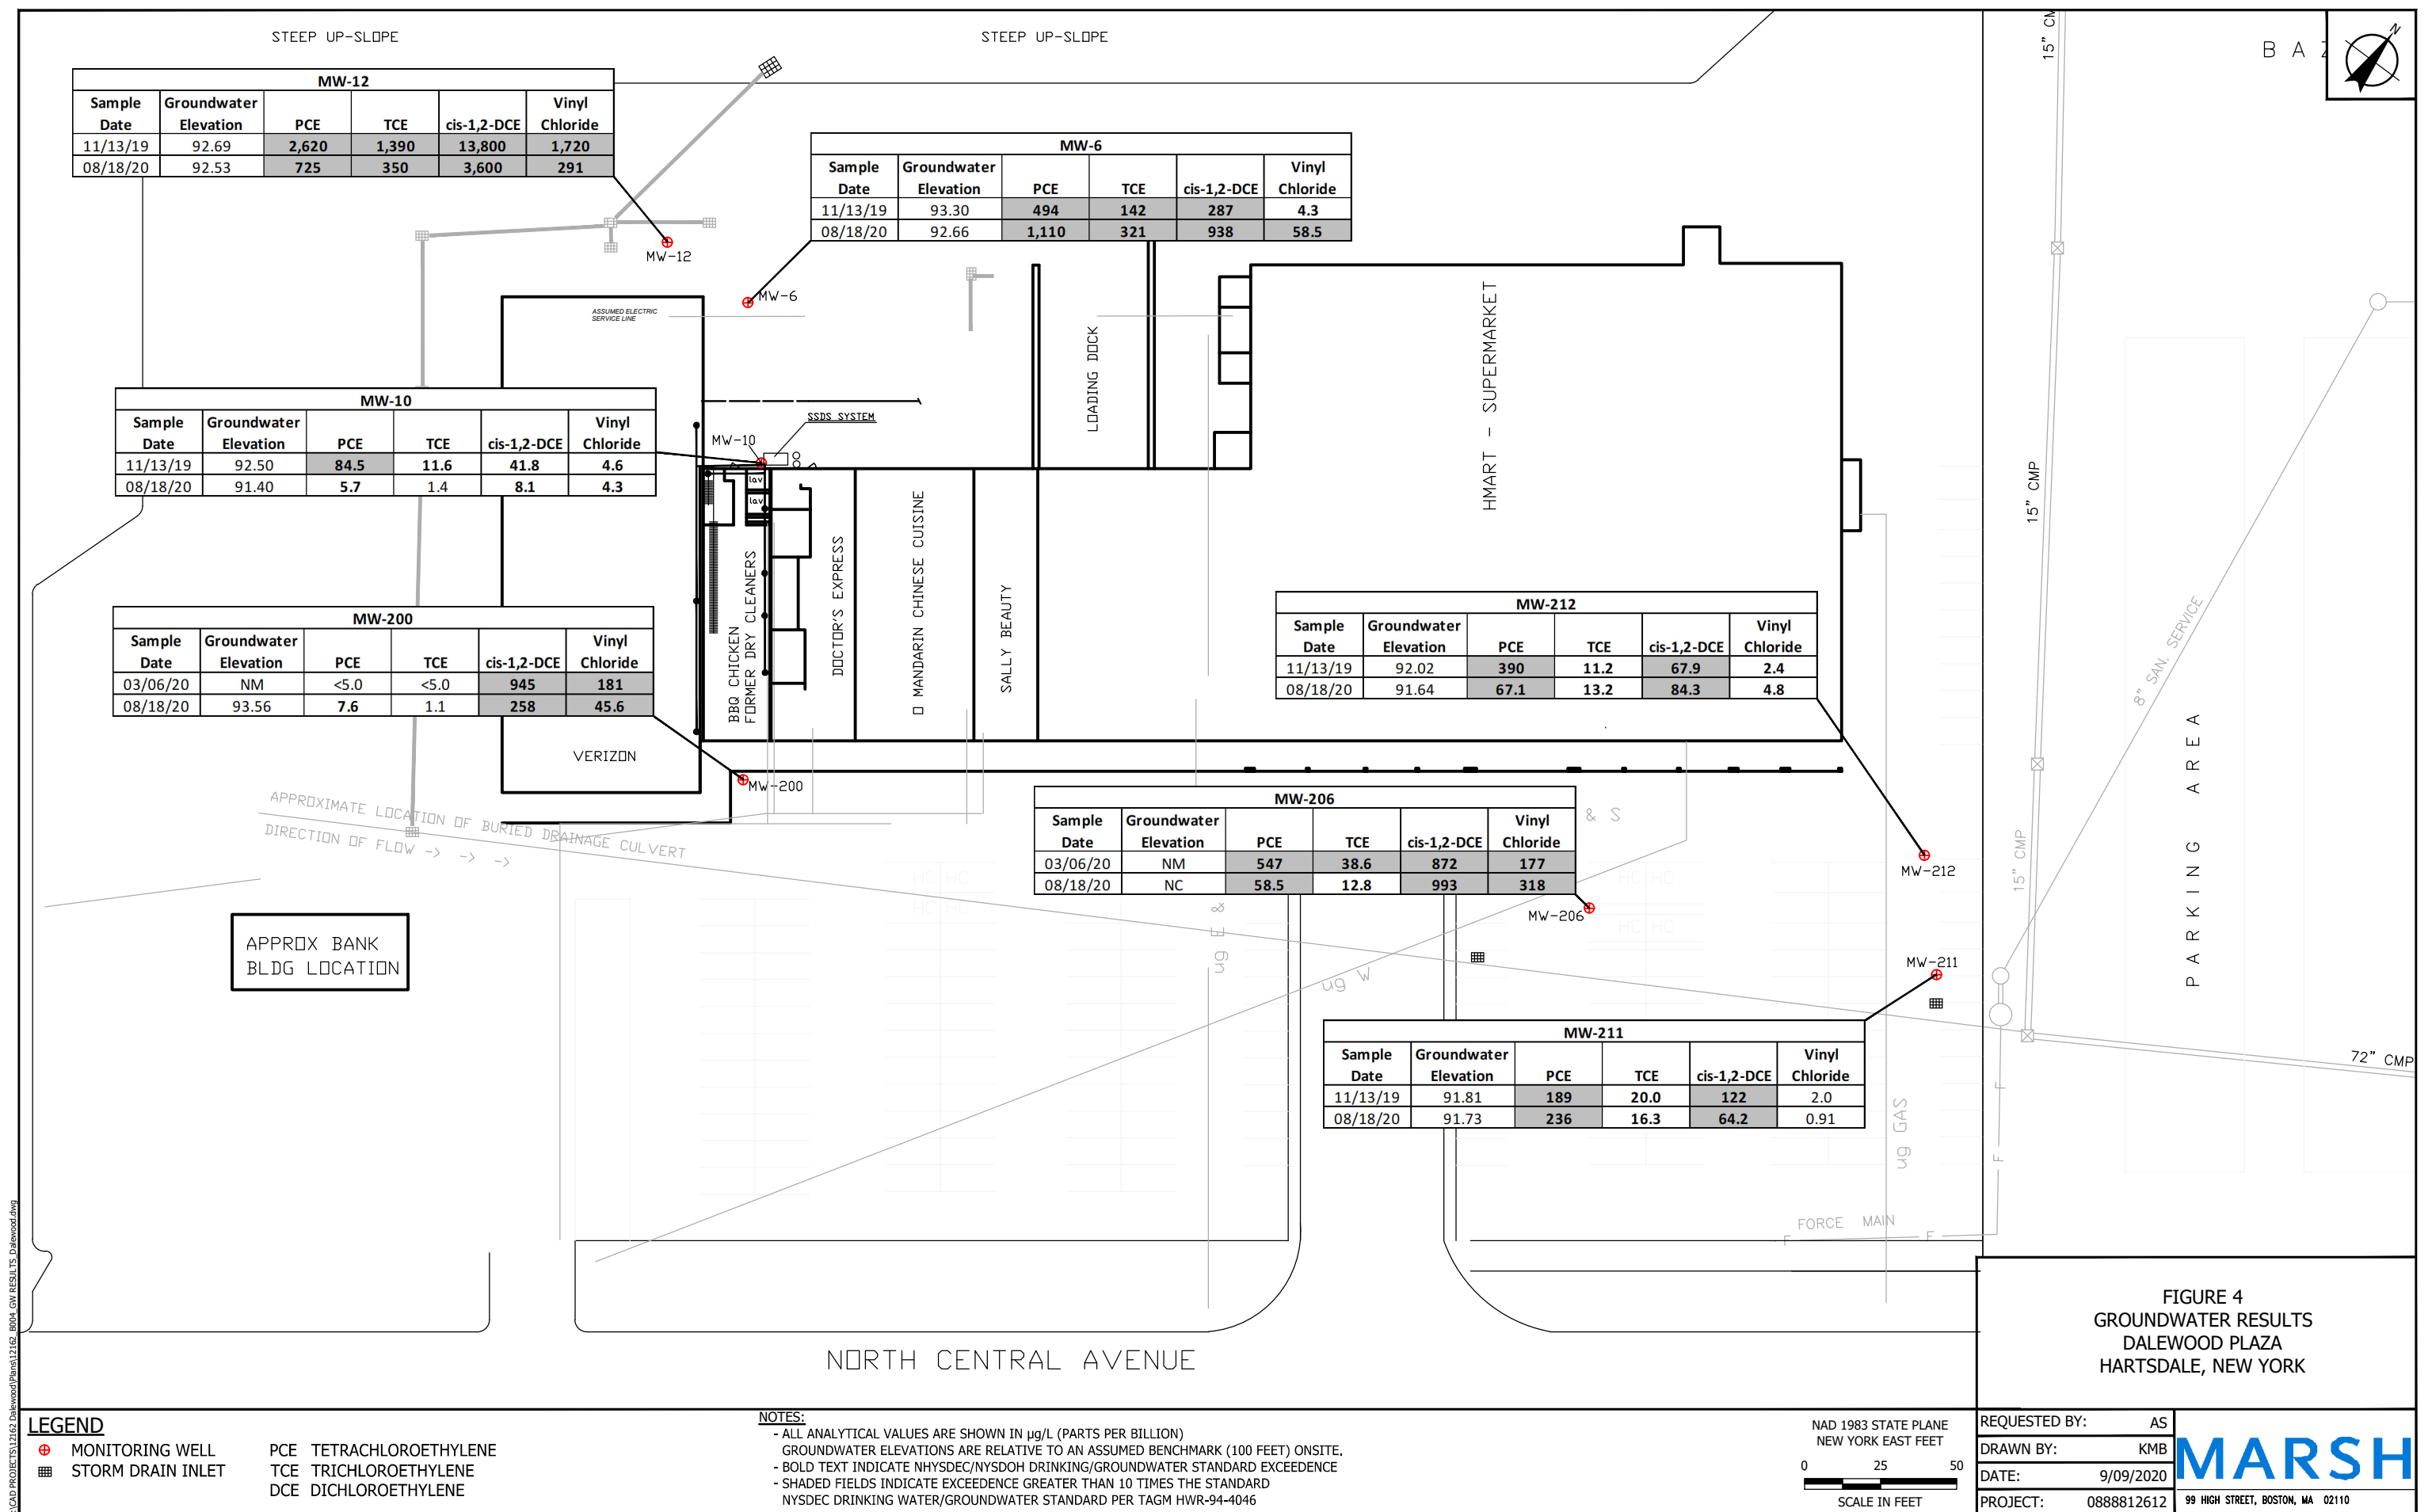 STEEP UP-SLOPE
STEEP UP-SLOPE
15" CM
B A Z
N
MW-12
Sample Date Groundwater Elevation PCE TCE cis-1,2-DCE Vinyl Chloride
11/13/19 92.69 2,620 1,390 13,800 1,720
08/18/20 92.53 725 350 3,600 291
MW-6
Sample Date Groundwater Elevation PCE TCE cis-1,2-DCE Vinyl Chloride
11/13/19 93.30 494 142 287 4.3
08/18/20 92.66 1,110 321 938 58.5
MW-12
MW-6
ASSUMED ELECTRIC
SERVICE LINE
LOADING DOCK
HMART - SUPERMARKET
MW-10
Sample Date Groundwater Elevation PCE TCE cis-1,2-DCE Vinyl Chloride
11/13/19 92.50 84.5 11.6 41.8 4.6
08/18/20 91.40 5.7 1.4 8.1 4.3
SSDS SYSTEM
MW-10
lav
lav
BBQ CHICKEN
FORMER DRY CLEANERS
DOCTOR'S EXPRESS
O MANDARIN CHINESE CUISINE
SALLY BEAUTY
15" CMP
8" SAN. SERVICE
PARKING AREA
MW-200
Sample Date Groundwater Elevation PCE TCE cis-1,2-DCE Vinyl Chloride
03/06/20 NM <5.0 <5.0 945 181
08/18/20 93.56 7.6 1.1 258 45.6
MW-212
Sample Date Groundwater Elevation PCE TCE cis-1,2-DCE Vinyl Chloride
11/13/19 92.02 390 11.2 67.9 2.4
08/18/20 91.64 67.1 13.2 84.3 4.8
VERIZON
MW-200
APPROXIMATE LOCATION OF BURIED DRAINAGE CULVERT
DIRECTION OF FLOW -> -> ->
MW-206
Sample Date Groundwater Elevation PCE TCE cis-1,2-DCE Vinyl Chloride
03/06/20 NM 547 38.6 872 177
08/18/20 NC 58.5 12.8 993 318
& S
15" CMP
MW-212
HC HC
HC HC
HC HC
HC HC
MW-206
ug E &
ug W
APPROX BANK
BLDG LOCATION
MW-211
MW-211
Sample Date Groundwater Elevation PCE TCE cis-1,2-DCE Vinyl Chloride
11/13/19 91.81 189 20.0 122 2.0
08/18/20 91.73 236 16.3 64.2 0.91
72" CMP
ug GAS
F
F
FORCE MAIN
F
F
NORTH CENTRAL AVENUE
FIGURE 4
GROUNDWATER RESULTS
DALEWOOD PLAZA
HARTSDALE, NEW YORK
LEGEND
MONITORING WELL
STORM DRAIN INLET
PCE TETRACHLOROETHYLENE
TCE TRICHLOROETHYLENE
DCE DICHLOROETHYLENE
NOTES:
- ALL ANALYTICAL VALUES ARE SHOWN IN µg/L (PARTS PER BILLION)
GROUNDWATER ELEVATIONS ARE RELATIVE TO AN ASSUMED BENCHMARK (100 FEET) ONSITE.
- BOLD TEXT INDICATE NHYSDEC/NYSDOH DRINKING/GROUNDWATER STANDARD EXCEEDENCE
- SHADED FIELDS INDICATE EXCEEDENCE GREATER THAN 10 TIMES THE STANDARD
NYSDEC DRINKING WATER/GROUNDWATER STANDARD PER TAGM HWR-94-4046
NAD 1983 STATE PLANE
NEW YORK EAST FEET
0 25 50
SCALE IN FEET
REQUESTED BY: AS
DRAWN BY: KMB
DATE: 9/09/2020
PROJECT: 0888812612
MARSH
99 HIGH STREET, BOSTON, MA 02110
:\CAD PROJECTS\12162 Dalewood\Plans\12162_B004_GW RESULTS_Dalewood.dwg